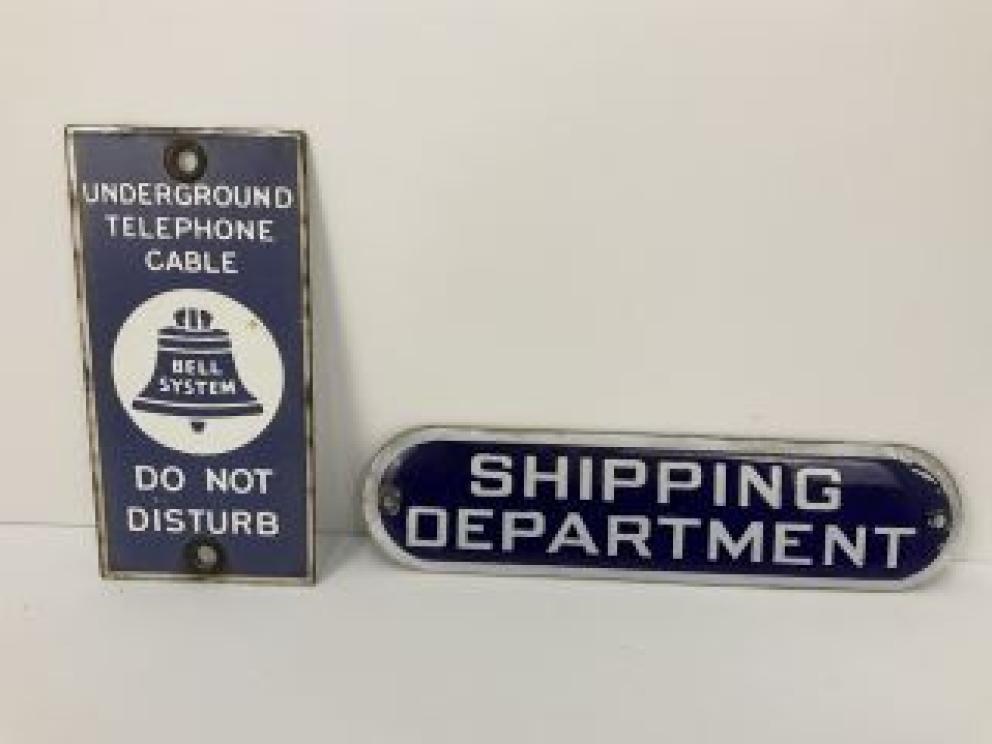 UNDERGROUND
TELEPHONE
CABLE
BELL
SYSTEM
DO NOT
DISTURB
SHIPPING
DEPARTMENT